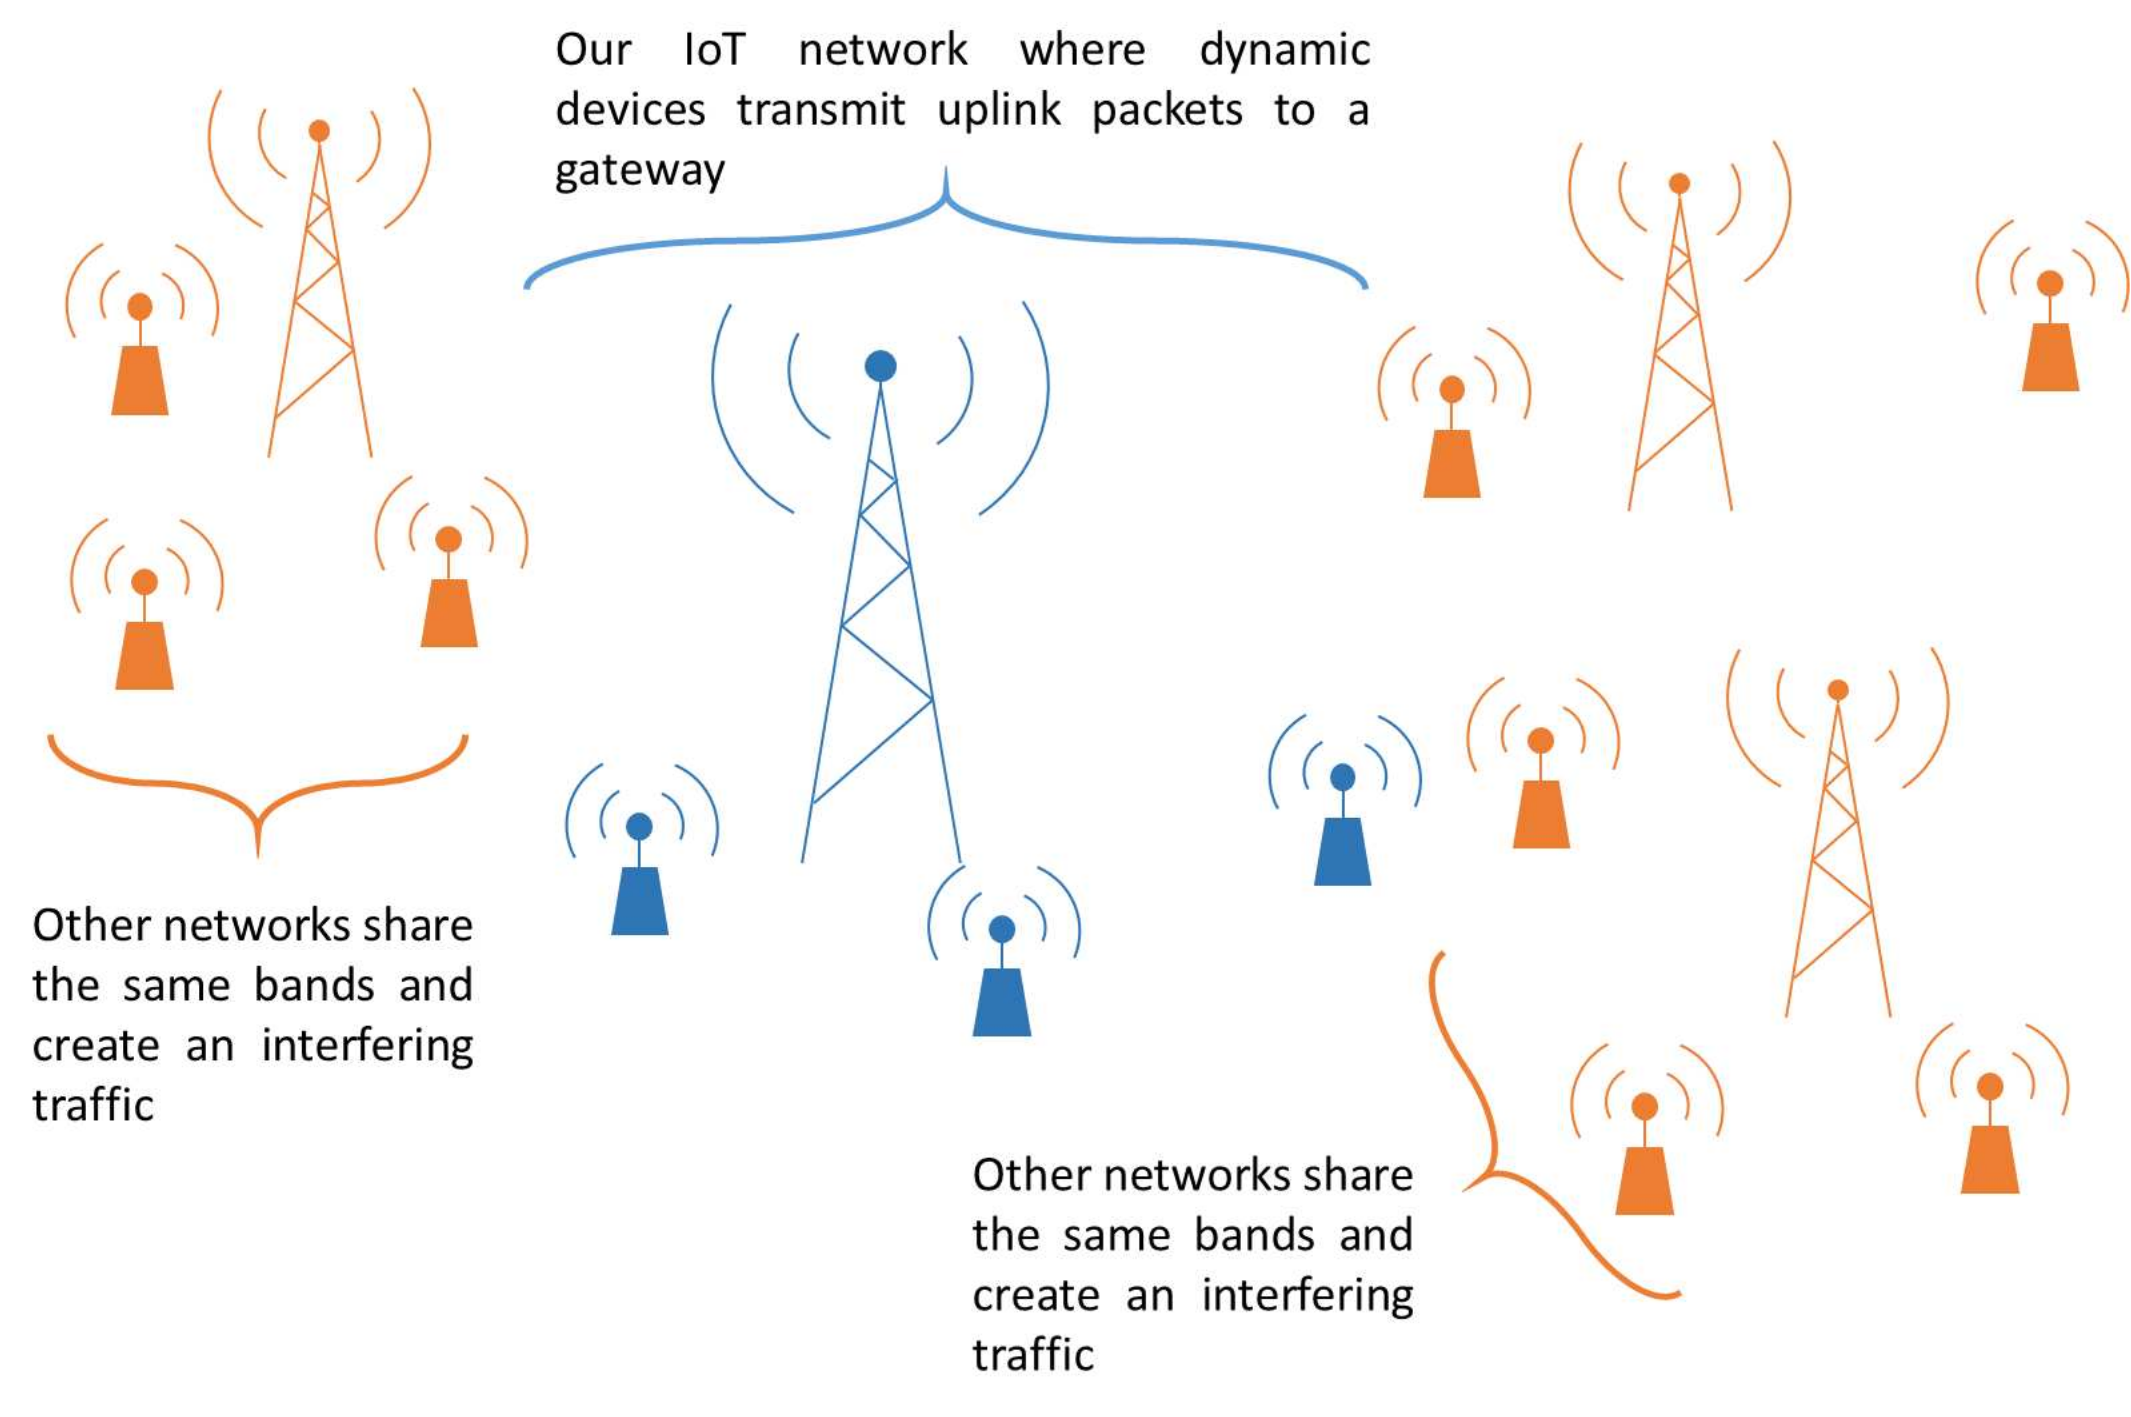 Our IoT network where dynamic
devices transmit uplink packets to a
gateway
Other networks share
the same bands and
create an interfering
traffic
Other networks share
the same bands and
create an interfering
traffic